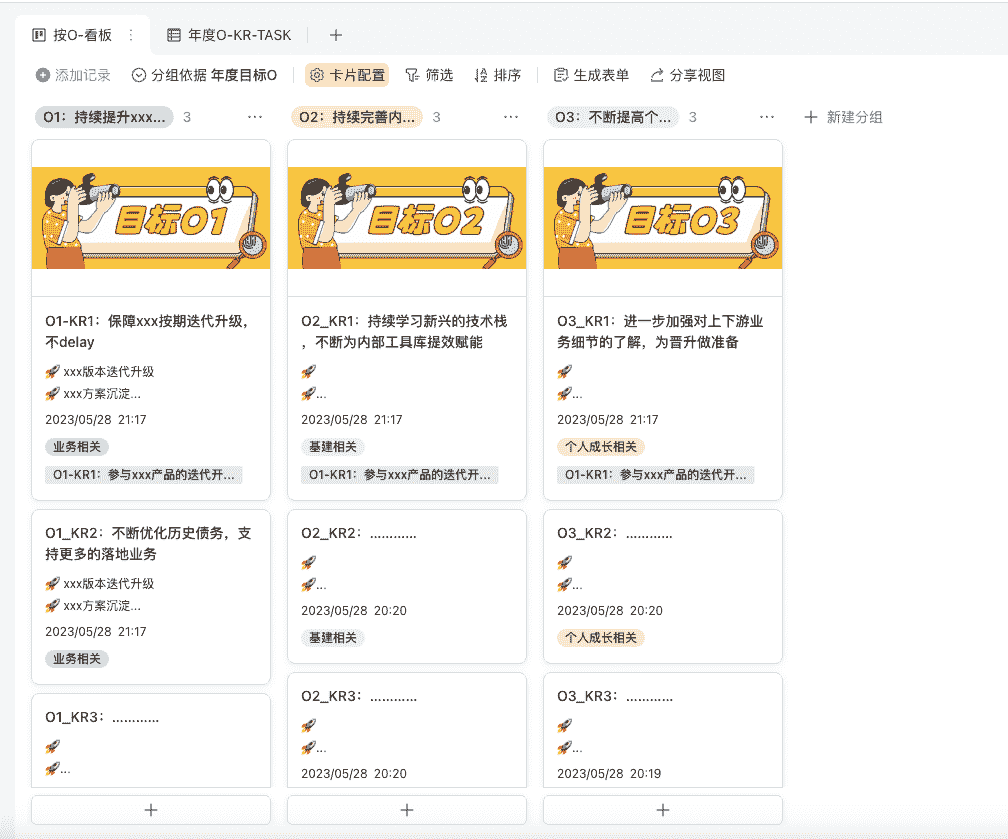 按O-看板
年度O-KR-TASK
添加记录
分组依据 年度目标O
卡片配置
筛选
排序
生成表单
分享视图
O1：持续提升xxx... 3
目标O1
O1-KR1：保障xxx按期迭代升级，
不delay
🚀 xxx版本迭代升级
🚀 xxx方案沉淀...
2023/05/28 21:17
业务相关
O1-KR1：参与xxx产品的迭代开...
O1_KR2：不断优化历史债务，支
持更多的落地业务
🚀 xxx版本迭代升级
🚀 xxx方案沉淀...
2023/05/28 21:17
业务相关
O1_KR3：............
🚀
🚀...
O2：持续完善内... 3
目标O2
O2_KR1：持续学习新兴的技术栈
，不断为内部工具库提效赋能
🚀
🚀...
2023/05/28 21:17
基建相关
O1-KR1：参与xxx产品的迭代开...
O2_KR2：............
🚀
🚀...
2023/05/28 20:20
基建相关
O2_KR3：............
🚀
🚀...
2023/05/28 20:20
O3：不断提高个... 3
目标O3
O3_KR1：进一步加强对上下游业
务细节的了解，为晋升做准备
🚀
🚀...
2023/05/28 21:17
个人成长相关
O1-KR1：参与xxx产品的迭代开...
O3_KR2：............
🚀
🚀...
2023/05/28 20:20
个人成长相关
O3_KR3：............
🚀
🚀...
2023/05/28 20:19
新建分组